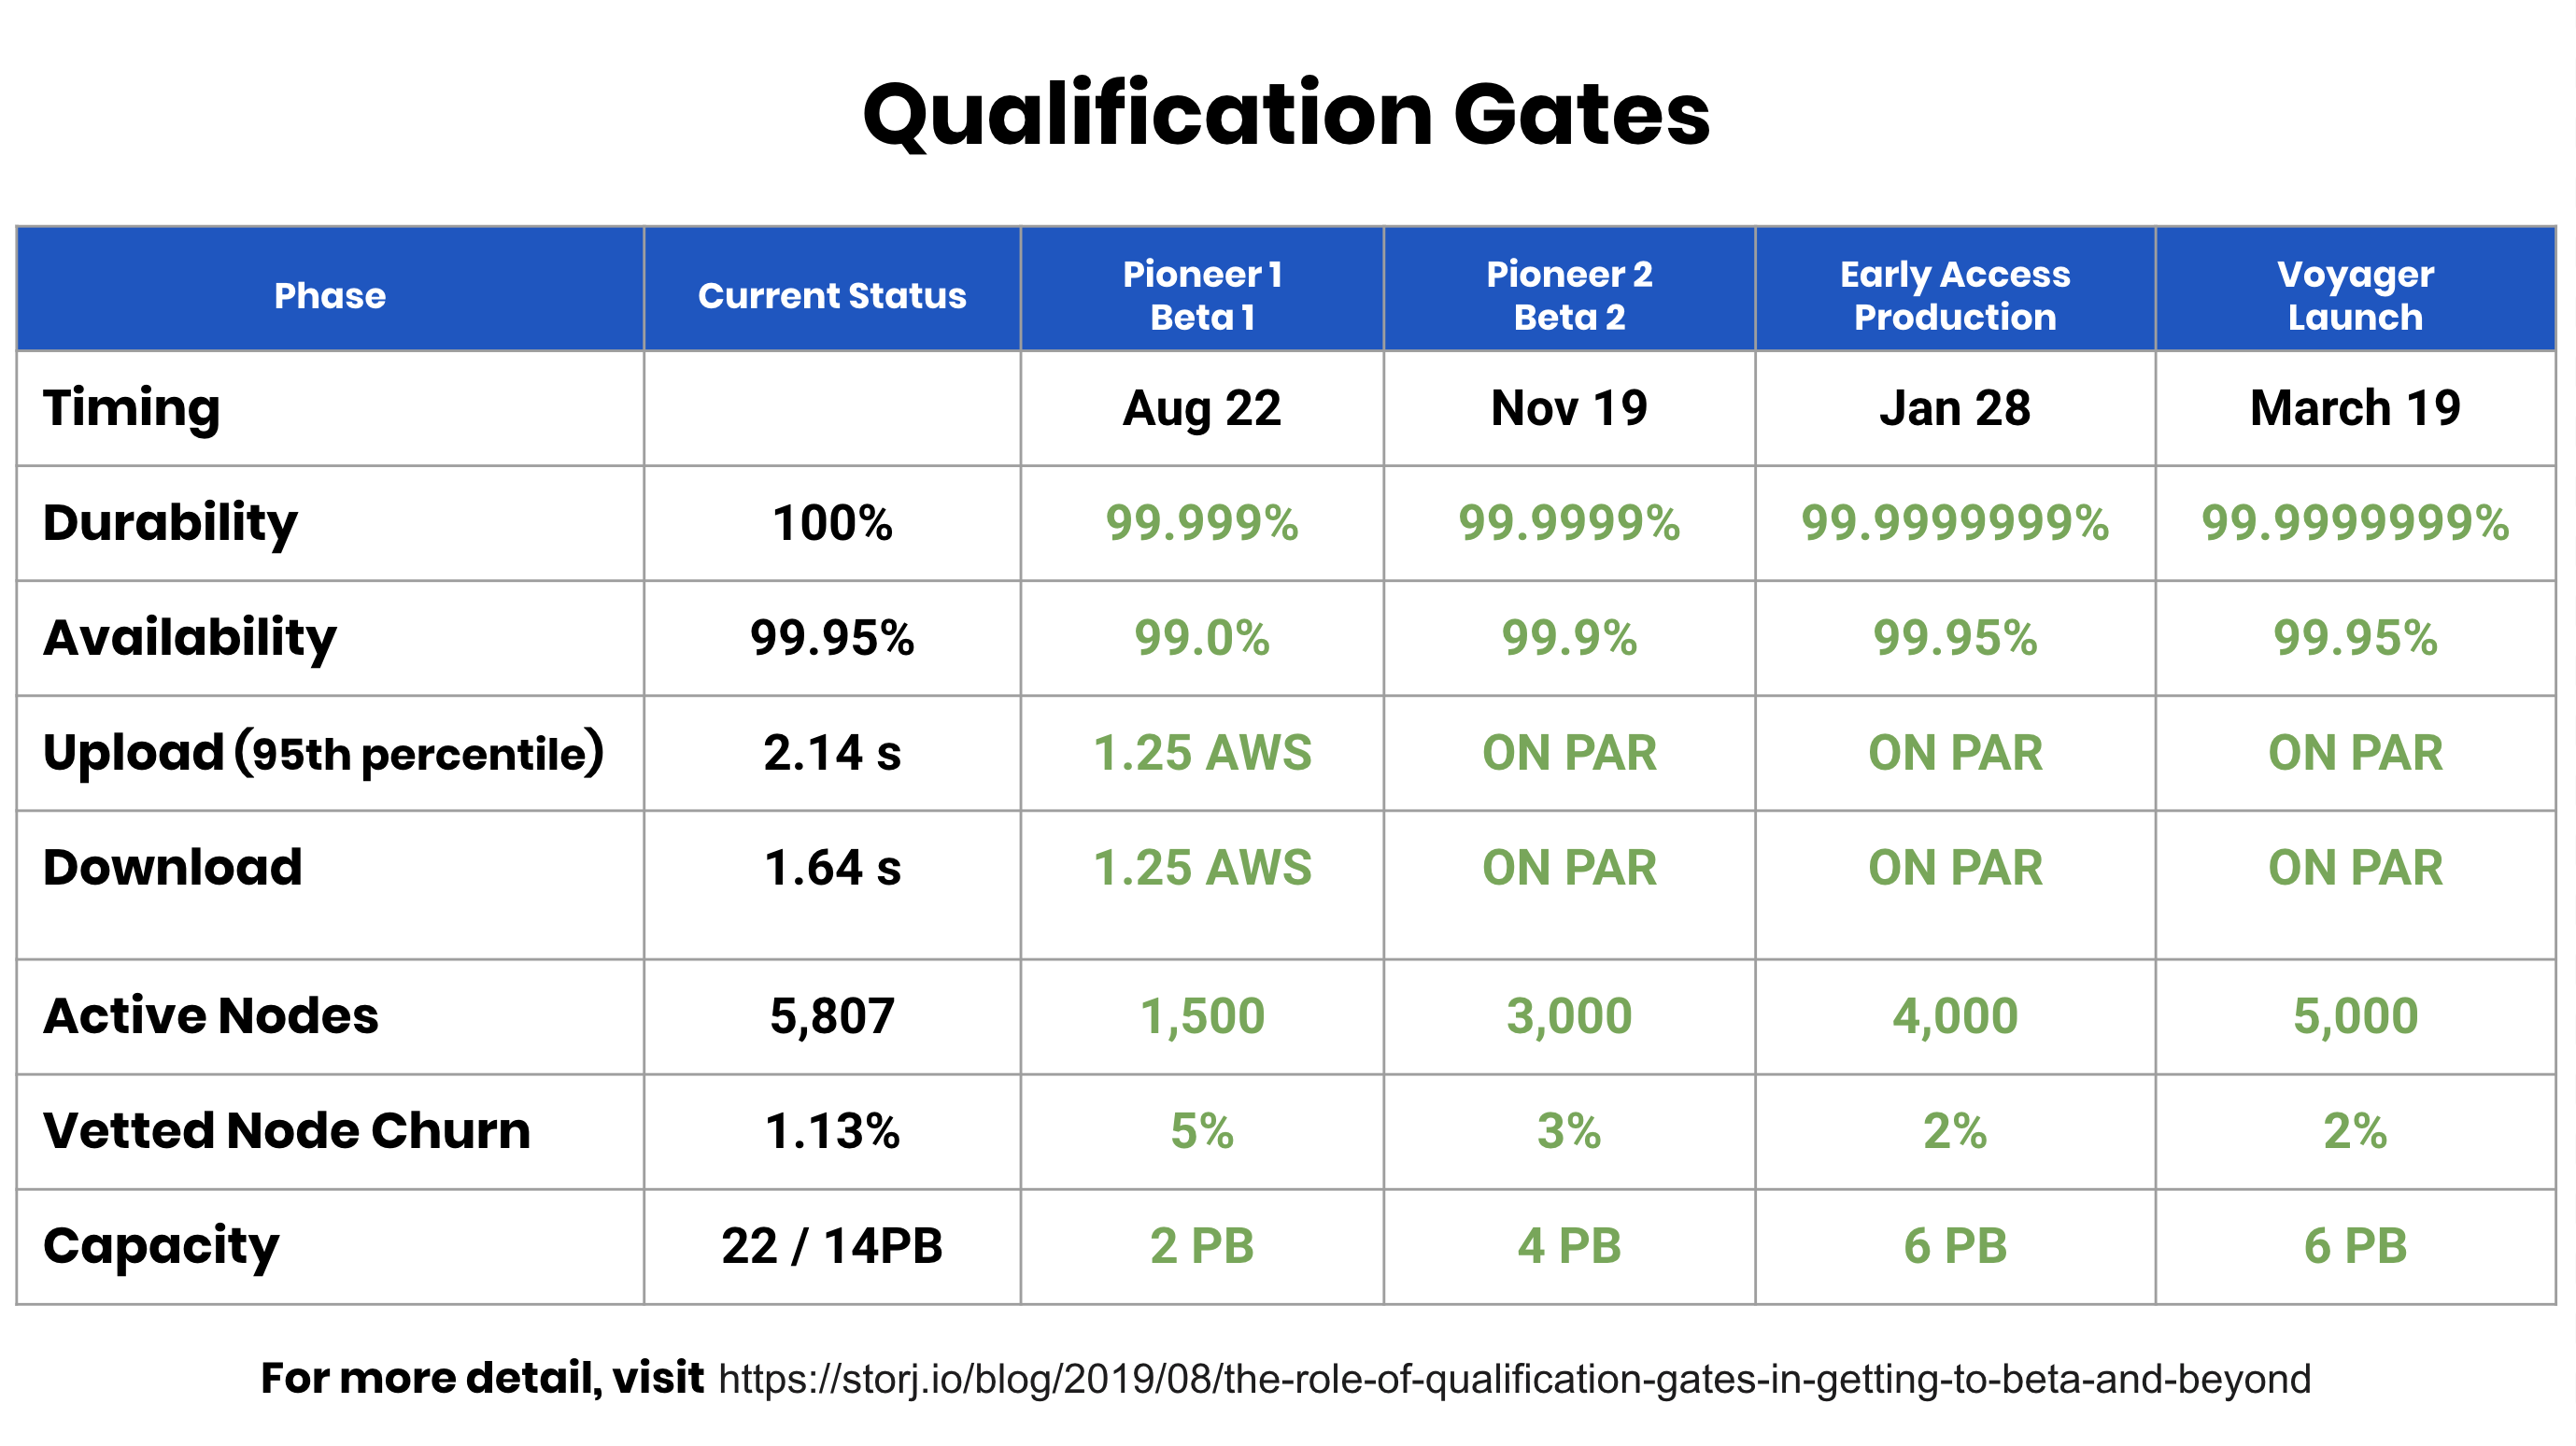 Qualification Gates
Phase Current Status Pioneer 1 Beta 1 Pioneer 2 Beta 2 Early Access Production Voyager Launch
Timing Aug 22 Nov 19 Jan 28 March 19
Durability 100% 99.999% 99.9999% 99.9999999% 99.9999999%
Availability 99.95% 99.0% 99.9% 99.95% 99.95%
Upload (95th percentile) 2.14 s 1.25 AWS ON PAR ON PAR ON PAR
Download 1.64 s 1.25 AWS ON PAR ON PAR ON PAR
Active Nodes 5,807 1,500 3,000 4,000 5,000
Vetted Node Churn 1.13% 5% 3% 2% 2%
Capacity 22 / 14PB 2 PB 4 PB 6 PB 6 PB
For more detail, visit https://storj.io/blog/2019/08/the-role-of-qualification-gates-in-getting-to-beta-and-beyond